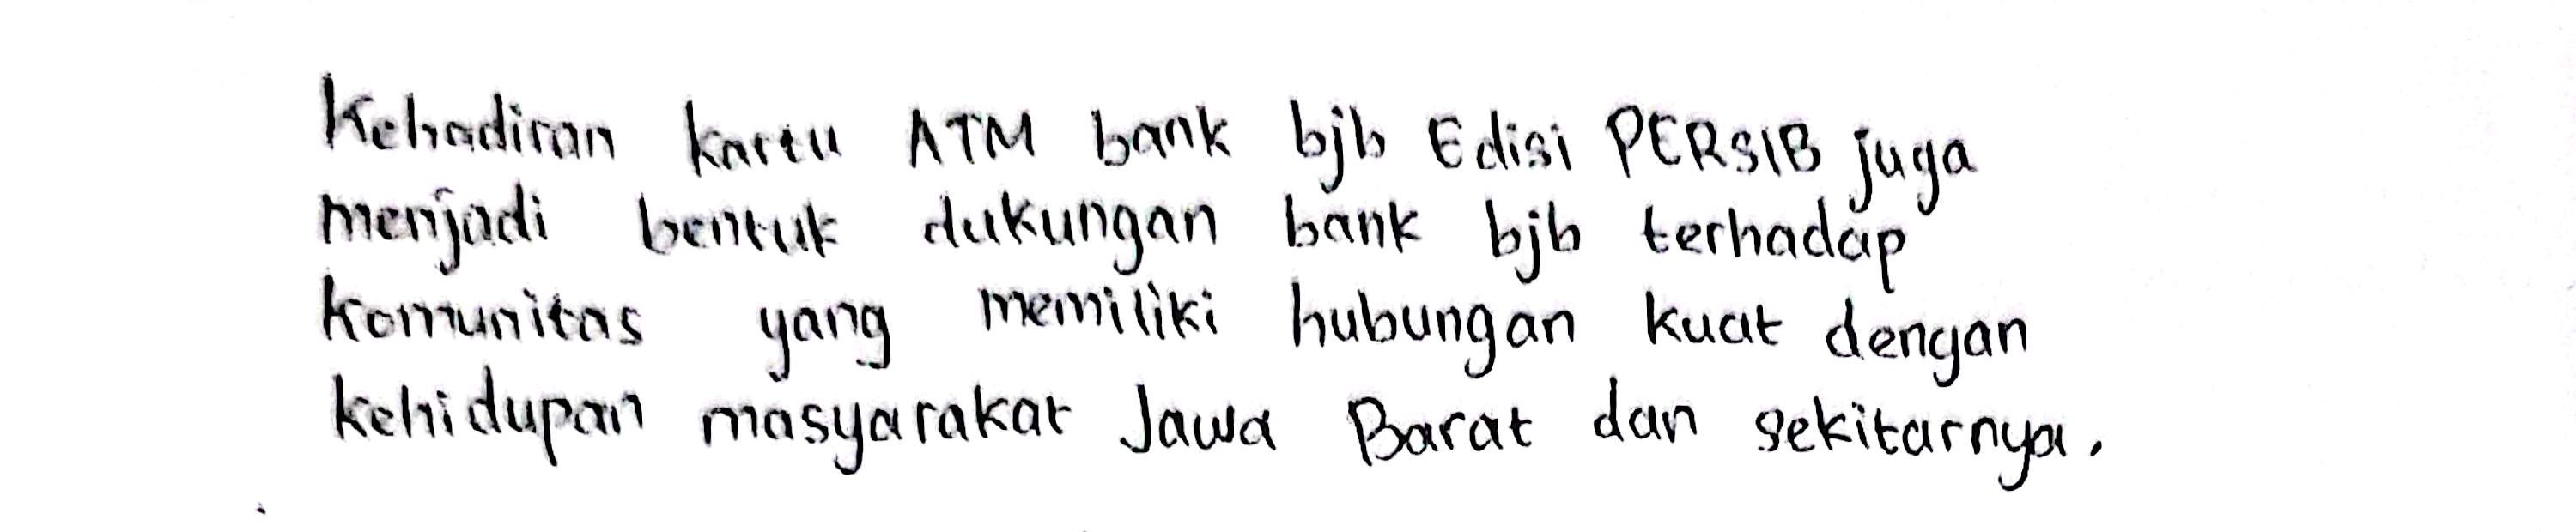 Kehadiran kartu ATM bank bjb Edisi PERSIB juga
menjadi bentuk dukungan bank bjb terhadap
komunitas yang memiliki hubungan kuat dengan
kehidupan masyarakat Jawa Barat dan sekitarnya.